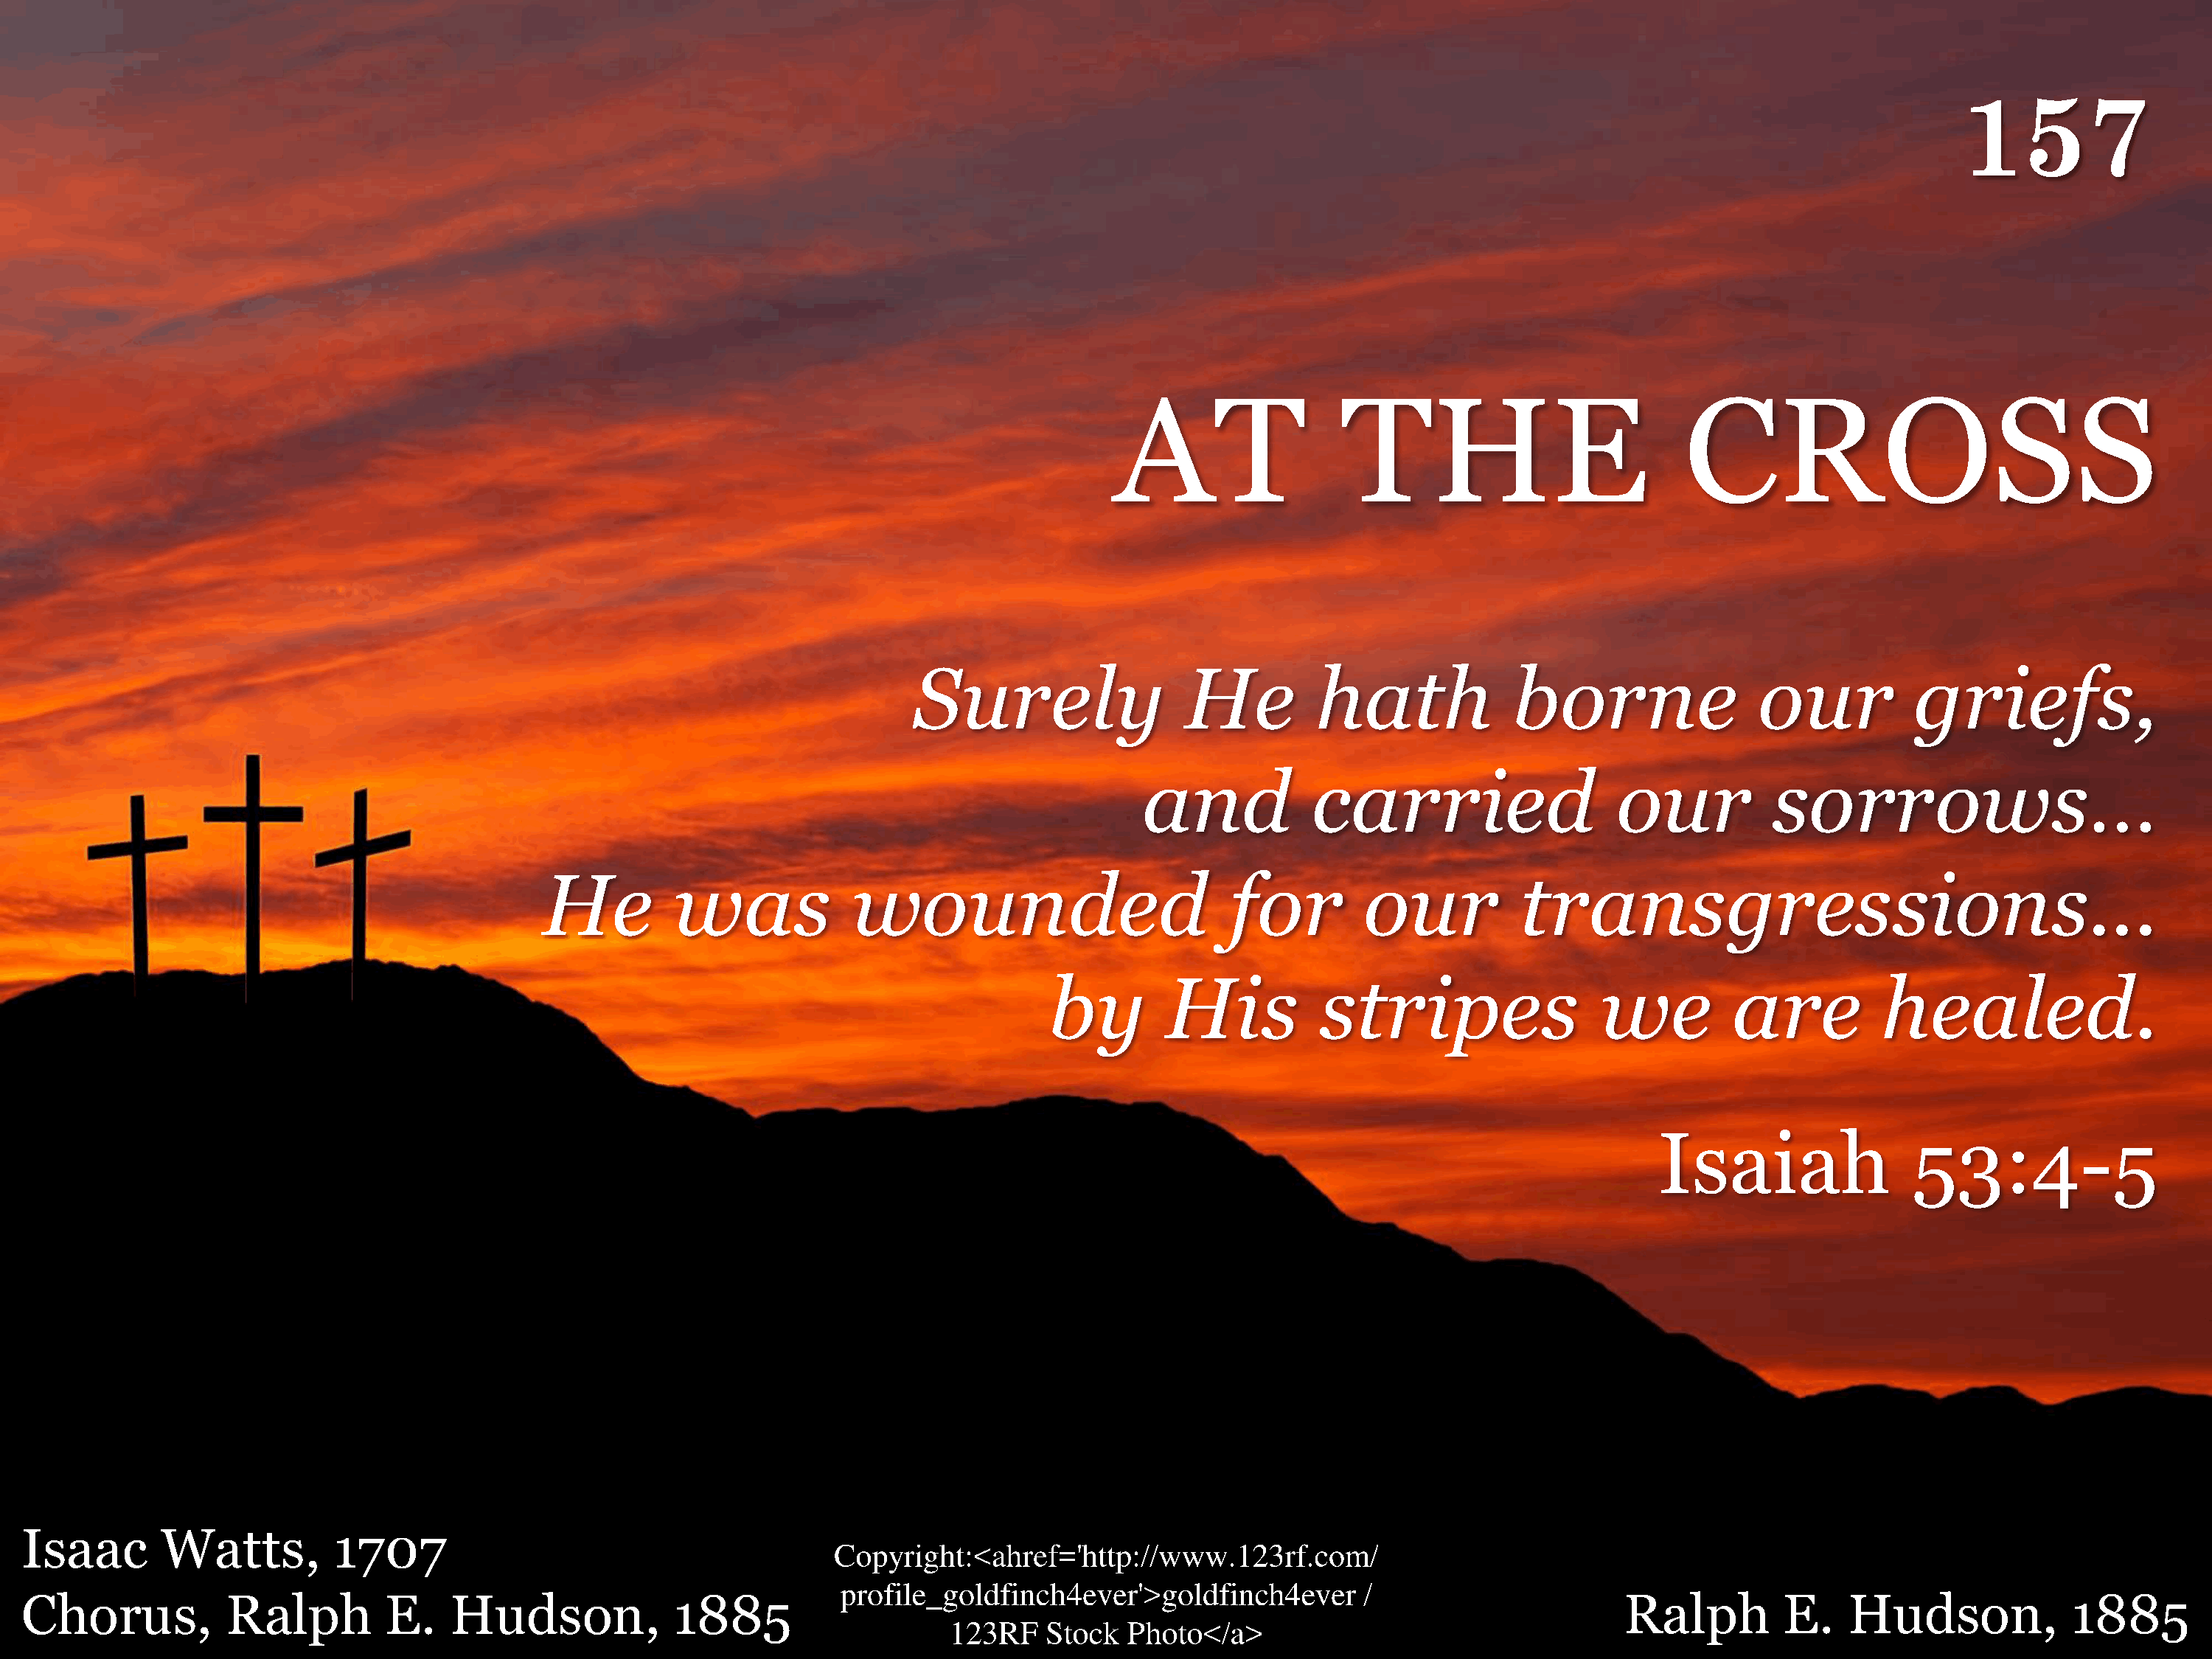 157
AT THE CROSS
Surely He hath borne our griefs,
and carried our sorrows...
He was wounded for our transgressions...
by His stripes we are healed.
Isaiah 53:4-5
Isaac Watts, 1707
Chorus, Ralph E. Hudson, 1885
Copyright:<ahref='http://www.123rf.com/
profile_goldfinch4ever'>goldfinch4ever /
123RF Stock Photo</a>
Ralph E. Hudson, 1885